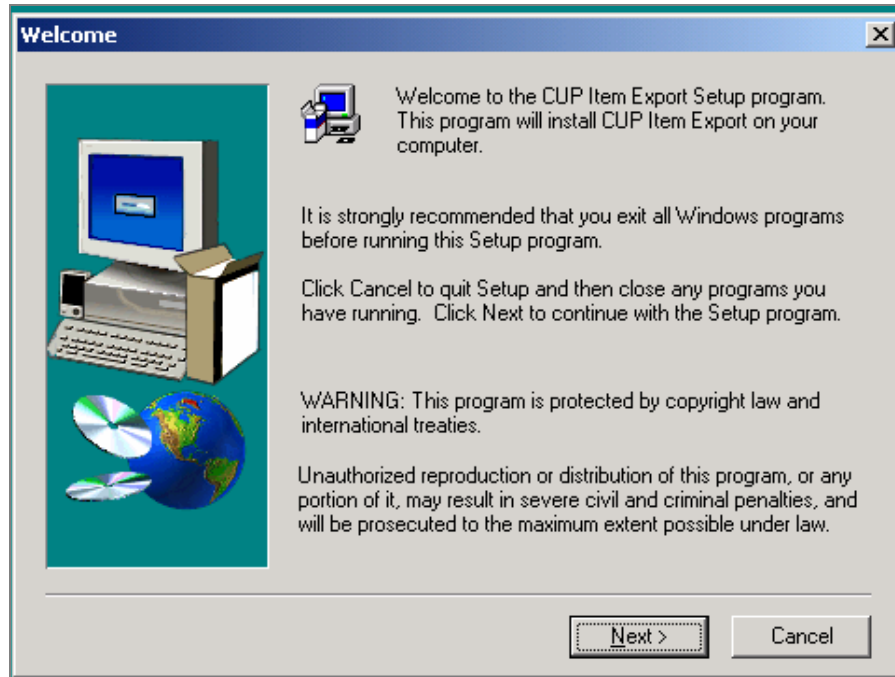 Welcome
Welcome to the CUP Item Export Setup program.
This program will install CUP Item Export on your
computer.
It is strongly recommended that you exit all Windows programs
before running this Setup program.
Click Cancel to quit Setup and then close any programs you
have running.  Click Next to continue with the Setup program.
WARNING: This program is protected by copyright law and
international treaties.
Unauthorized reproduction or distribution of this program, or any
portion of it, may result in severe civil and criminal penalties, and
will be prosecuted to the maximum extent possible under law.
Next >
Cancel